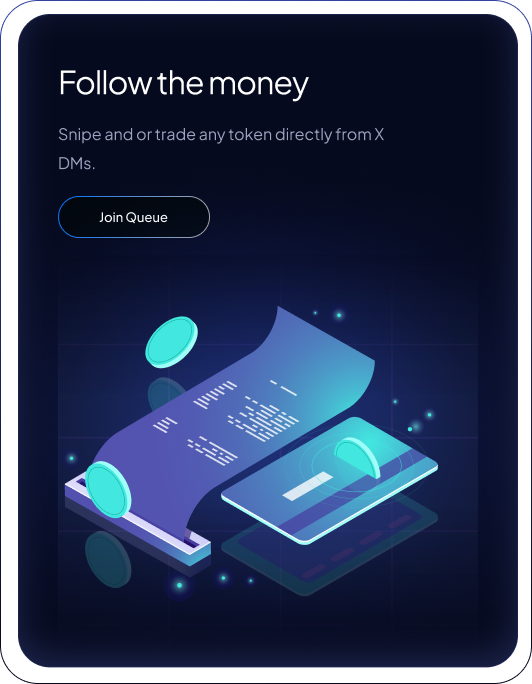 Follow the money
Snipe and or trade any token directly from X
DMs.
Join Queue